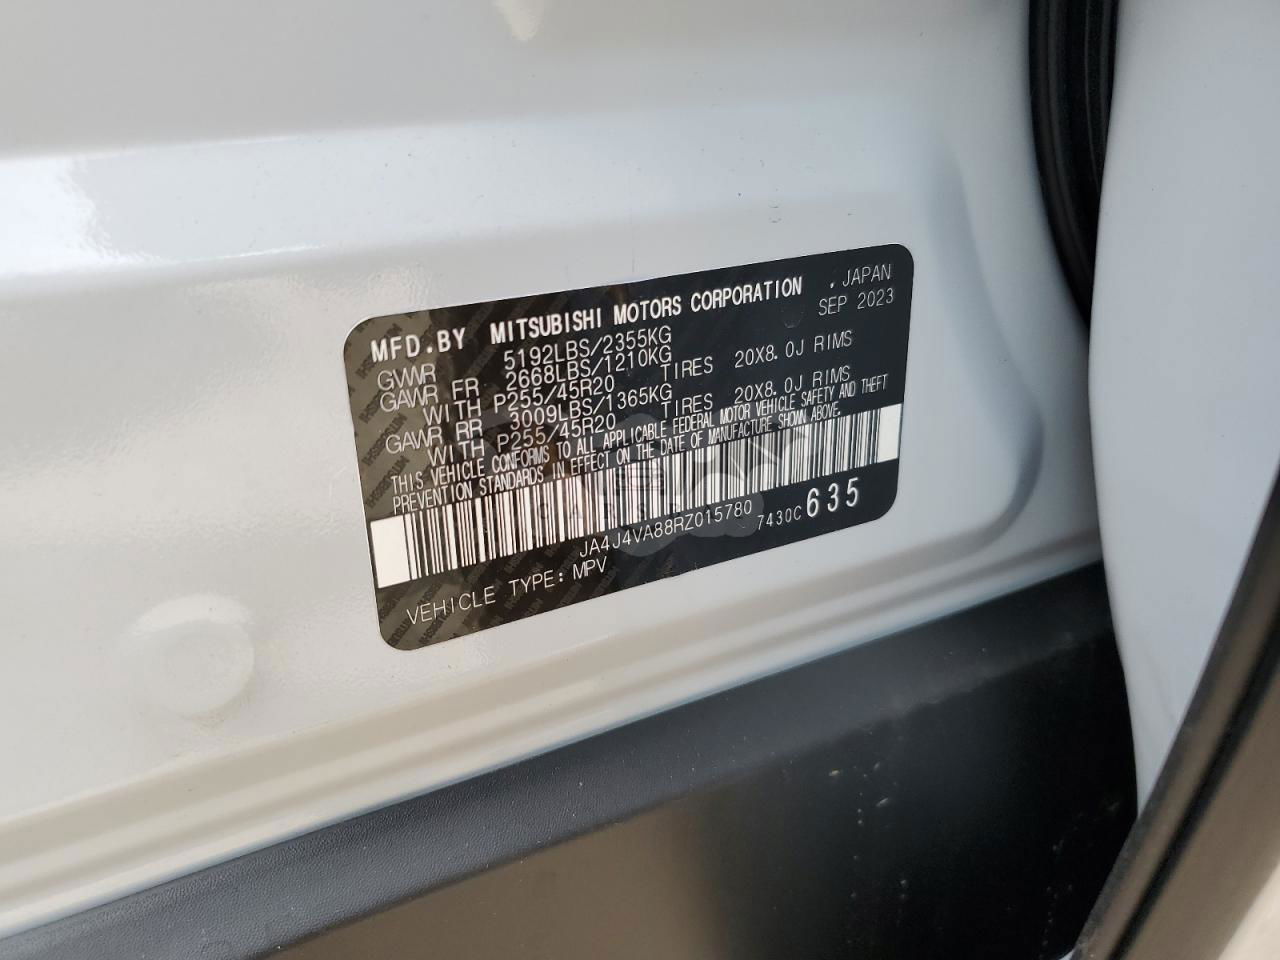 MFD.BY MITSUBISHI MOTORS CORPORATION , JAPAN
SEP 2023
GVWR 5192LBS/2355KG
GAWR FR 2668LBS/1210KG
WITH P255/45R20 TIRES 20X8.0J RIMS
GAWR RR 3009LBS/1365KG
WITH P255/45R20 TIRES 20X8.0J RIMS
THIS VEHICLE CONFORMS TO ALL APPLICABLE FEDERAL MOTOR VEHICLE SAFETY AND THEFT
PREVENTION STANDARDS IN EFFECT ON THE DATE OF MANUFACTURE SHOWN ABOVE.
JA4J4VA88RZ015780 7430C 635
VEHICLE TYPE: MPV